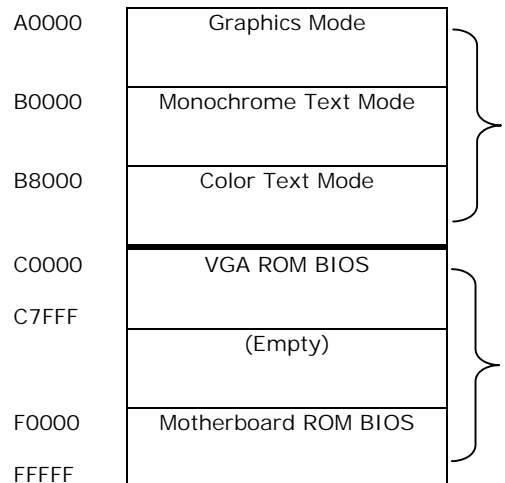 A0000 Graphics Mode
B0000 Monochrome Text Mode
B8000 Color Text Mode
C0000 VGA ROM BIOS
C7FFF
(Empty)
F0000 Motherboard ROM BIOS
FFFFF